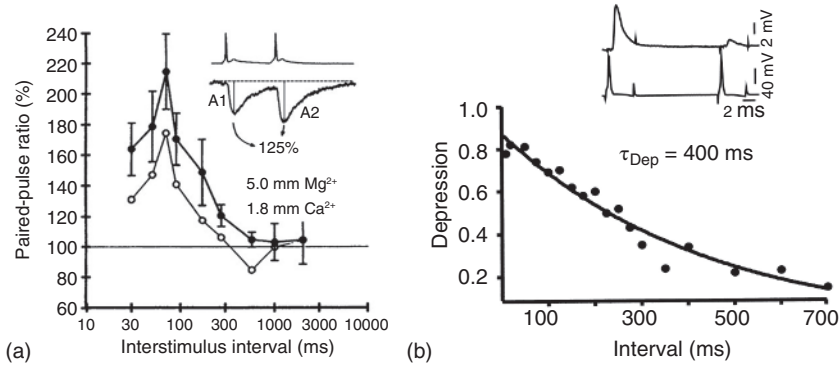 240
220
200
180
160
140
120
100
80
60
Paired-pulse ratio (%)
A1
A2
125%
5.0 mm Mg²⁺
1.8 mm Ca²⁺
10
30
100
300
1000
3000
10000
Interstimulus interval (ms)
(a)
2 mV
40 mV
2 ms
τDep = 400 ms
1.0
0.8
0.6
0.4
0.2
Depression
100
300
500
700
Interval (ms)
(b)